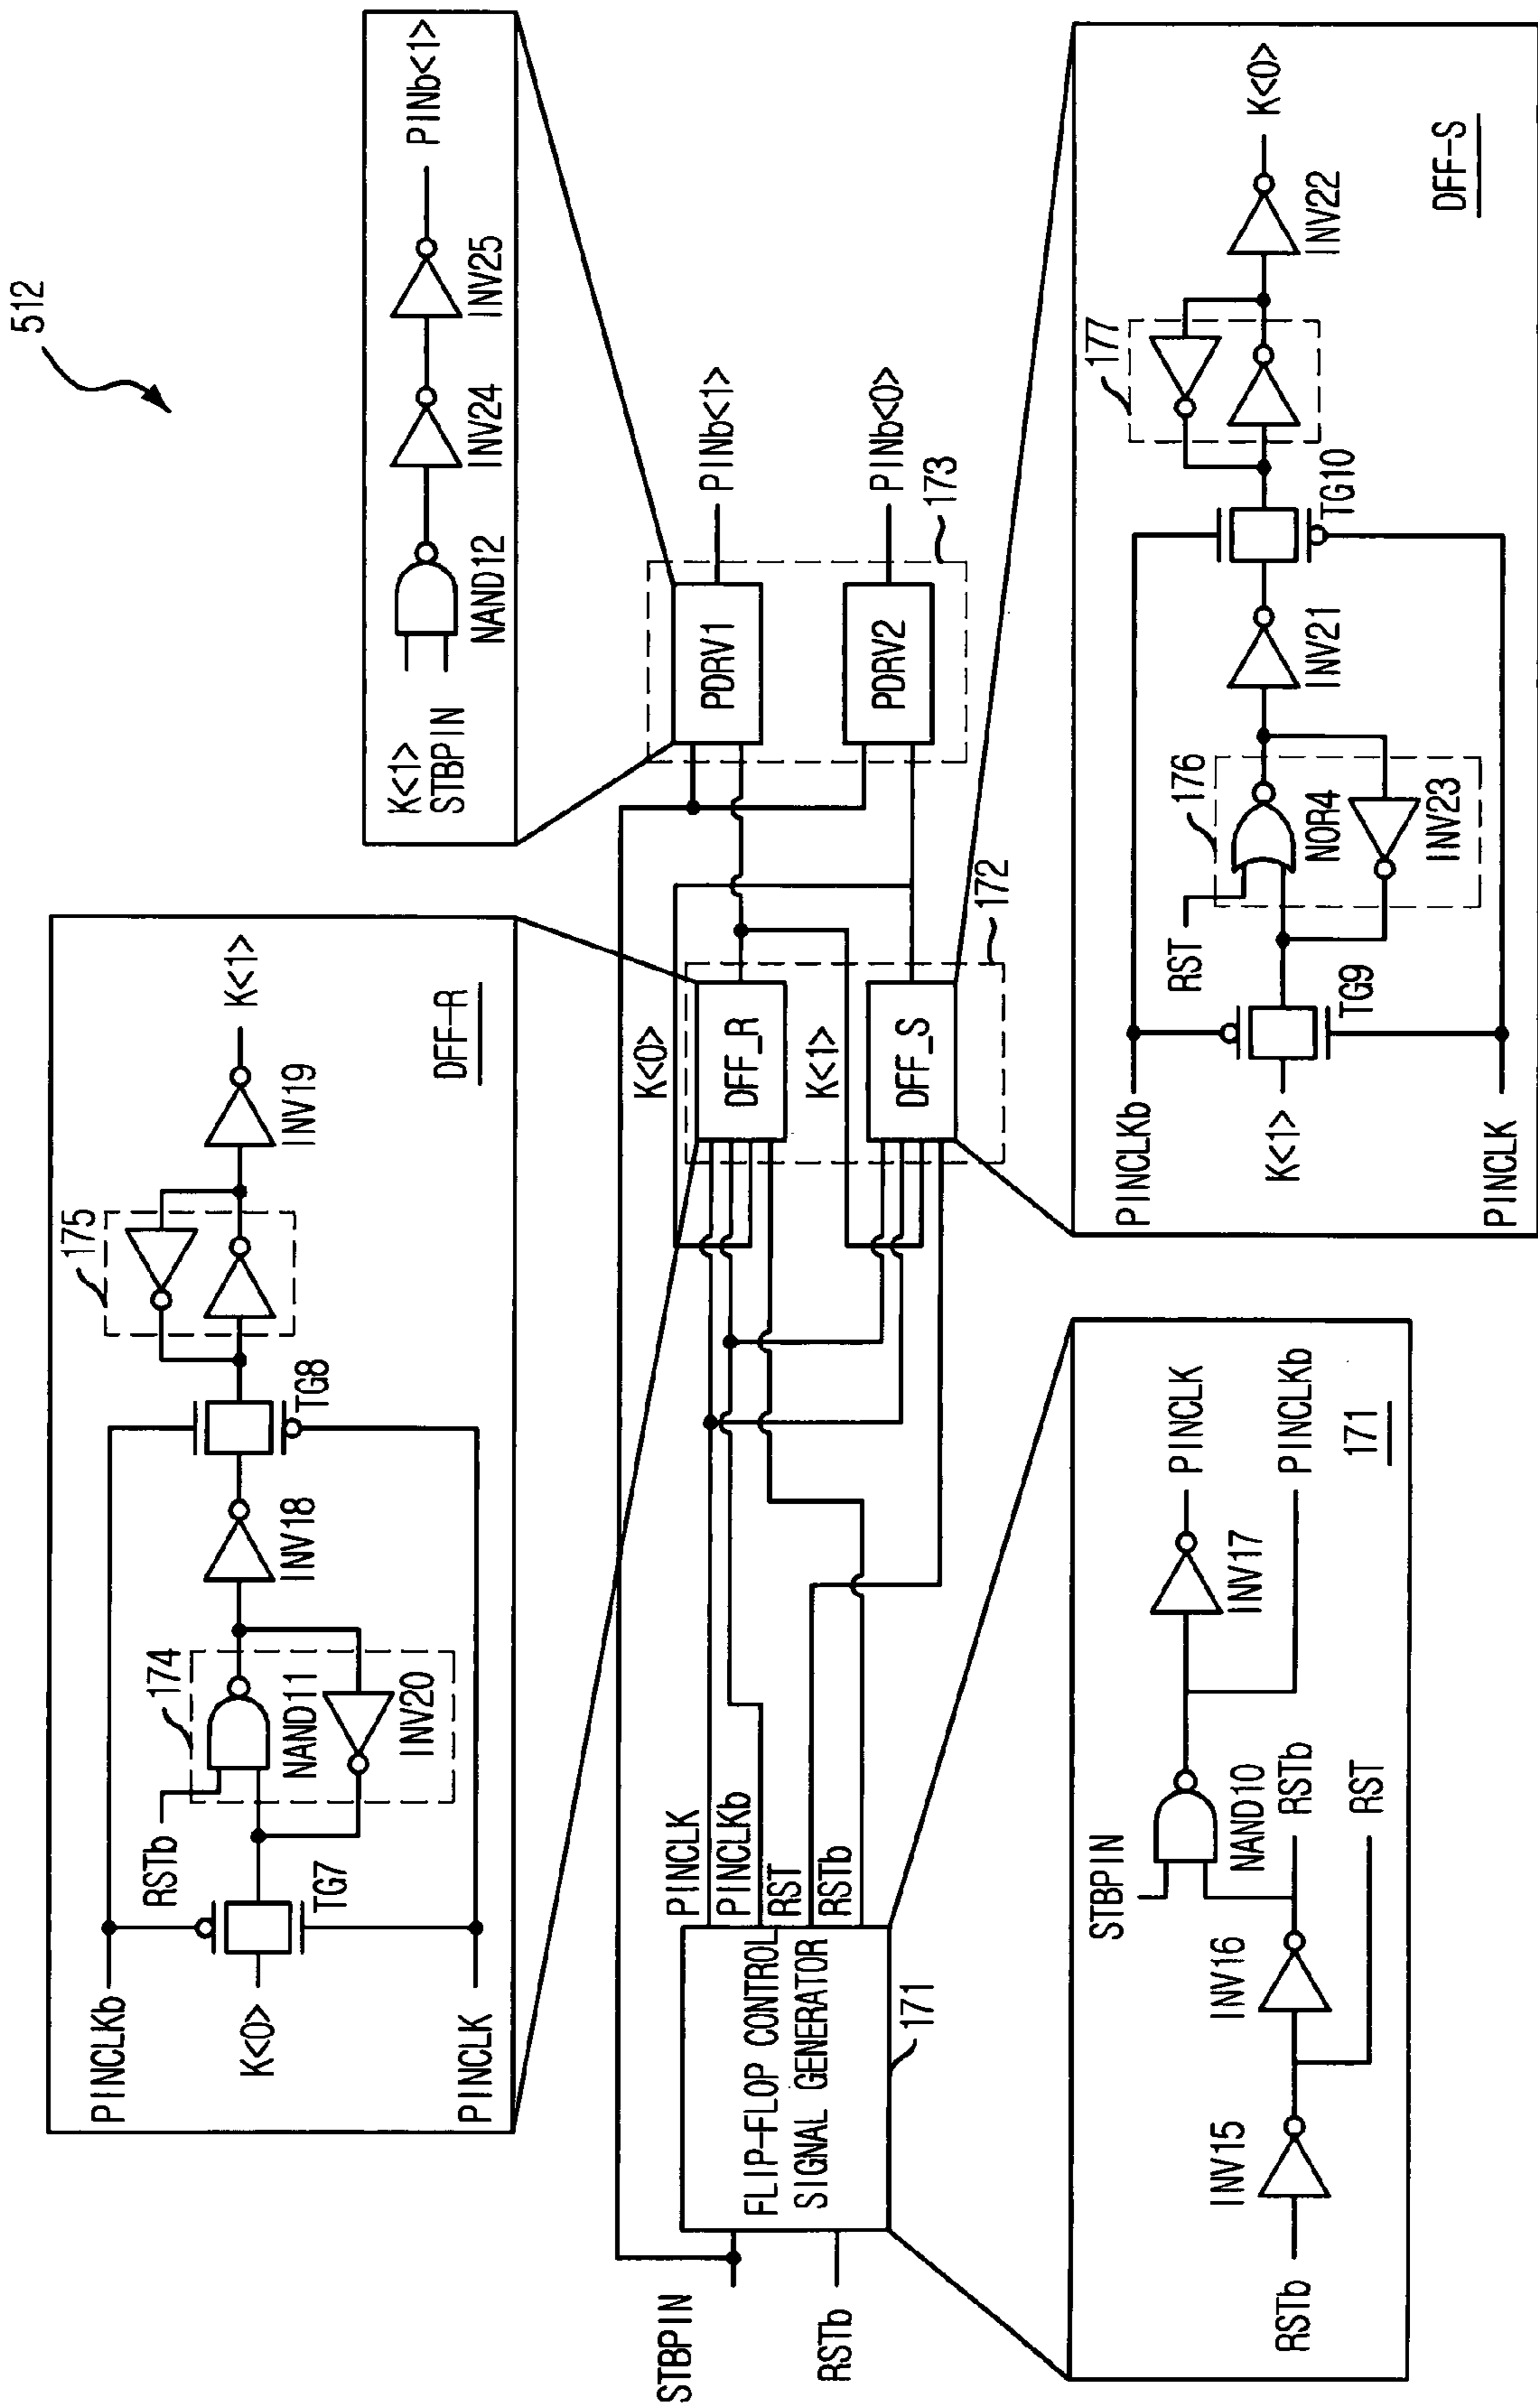 512
DFF-R
PINCLKb
K<0>
PINCLK
RSTb
TG7
174
NAND11
INV20
INV18
TG8
175
INV19
K<1>
K<1>
STBPIN
NAND12
INV24
INV25
PINb<1>
STBPIN
RSTb
FLIP-FLOP CONTROL
SIGNAL GENERATOR
171
PINCLK
PINCLKb
RST
RSTb
K<0>
DFF_R
K<1>
DFF_S
172
PDRV1
PDRV2
173
PINb<1>
PINb<0>
RSTb
INV15
INV16
STBPIN
NAND10
RSTb
RST
INV17
PINCLK
PINCLKb
171
PINCLKb
K<1>
PINCLK
TG9
RST
176
NOR4
INV23
INV21
TG10
177
INV22
K<0>
DFF-S